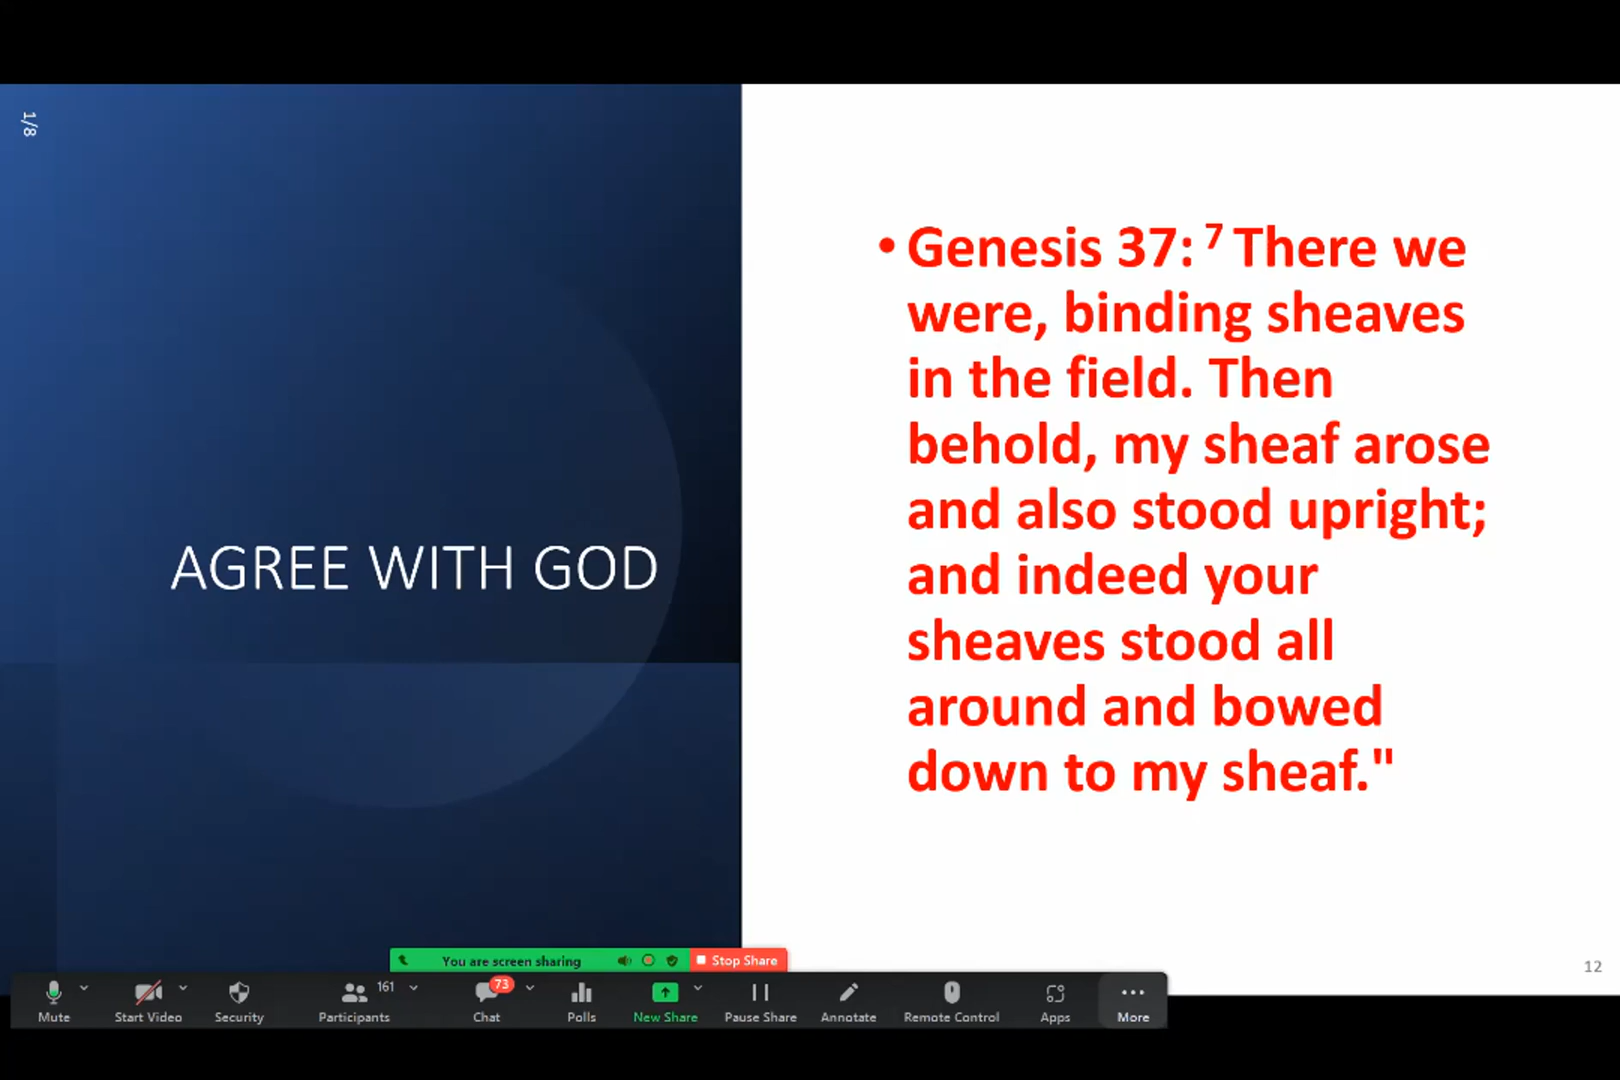 1/8
AGREE WITH GOD
• Genesis 37: ⁷ There we
were, binding sheaves
in the field. Then
behold, my sheaf arose
and also stood upright;
and indeed your
sheaves stood all
around and bowed
down to my sheaf."
12
You are screen sharing
Stop Share
Mute
Start Video
Security
161
Participants
73
Chat
Polls
New Share
Pause Share
Annotate
Remote Control
Apps
More